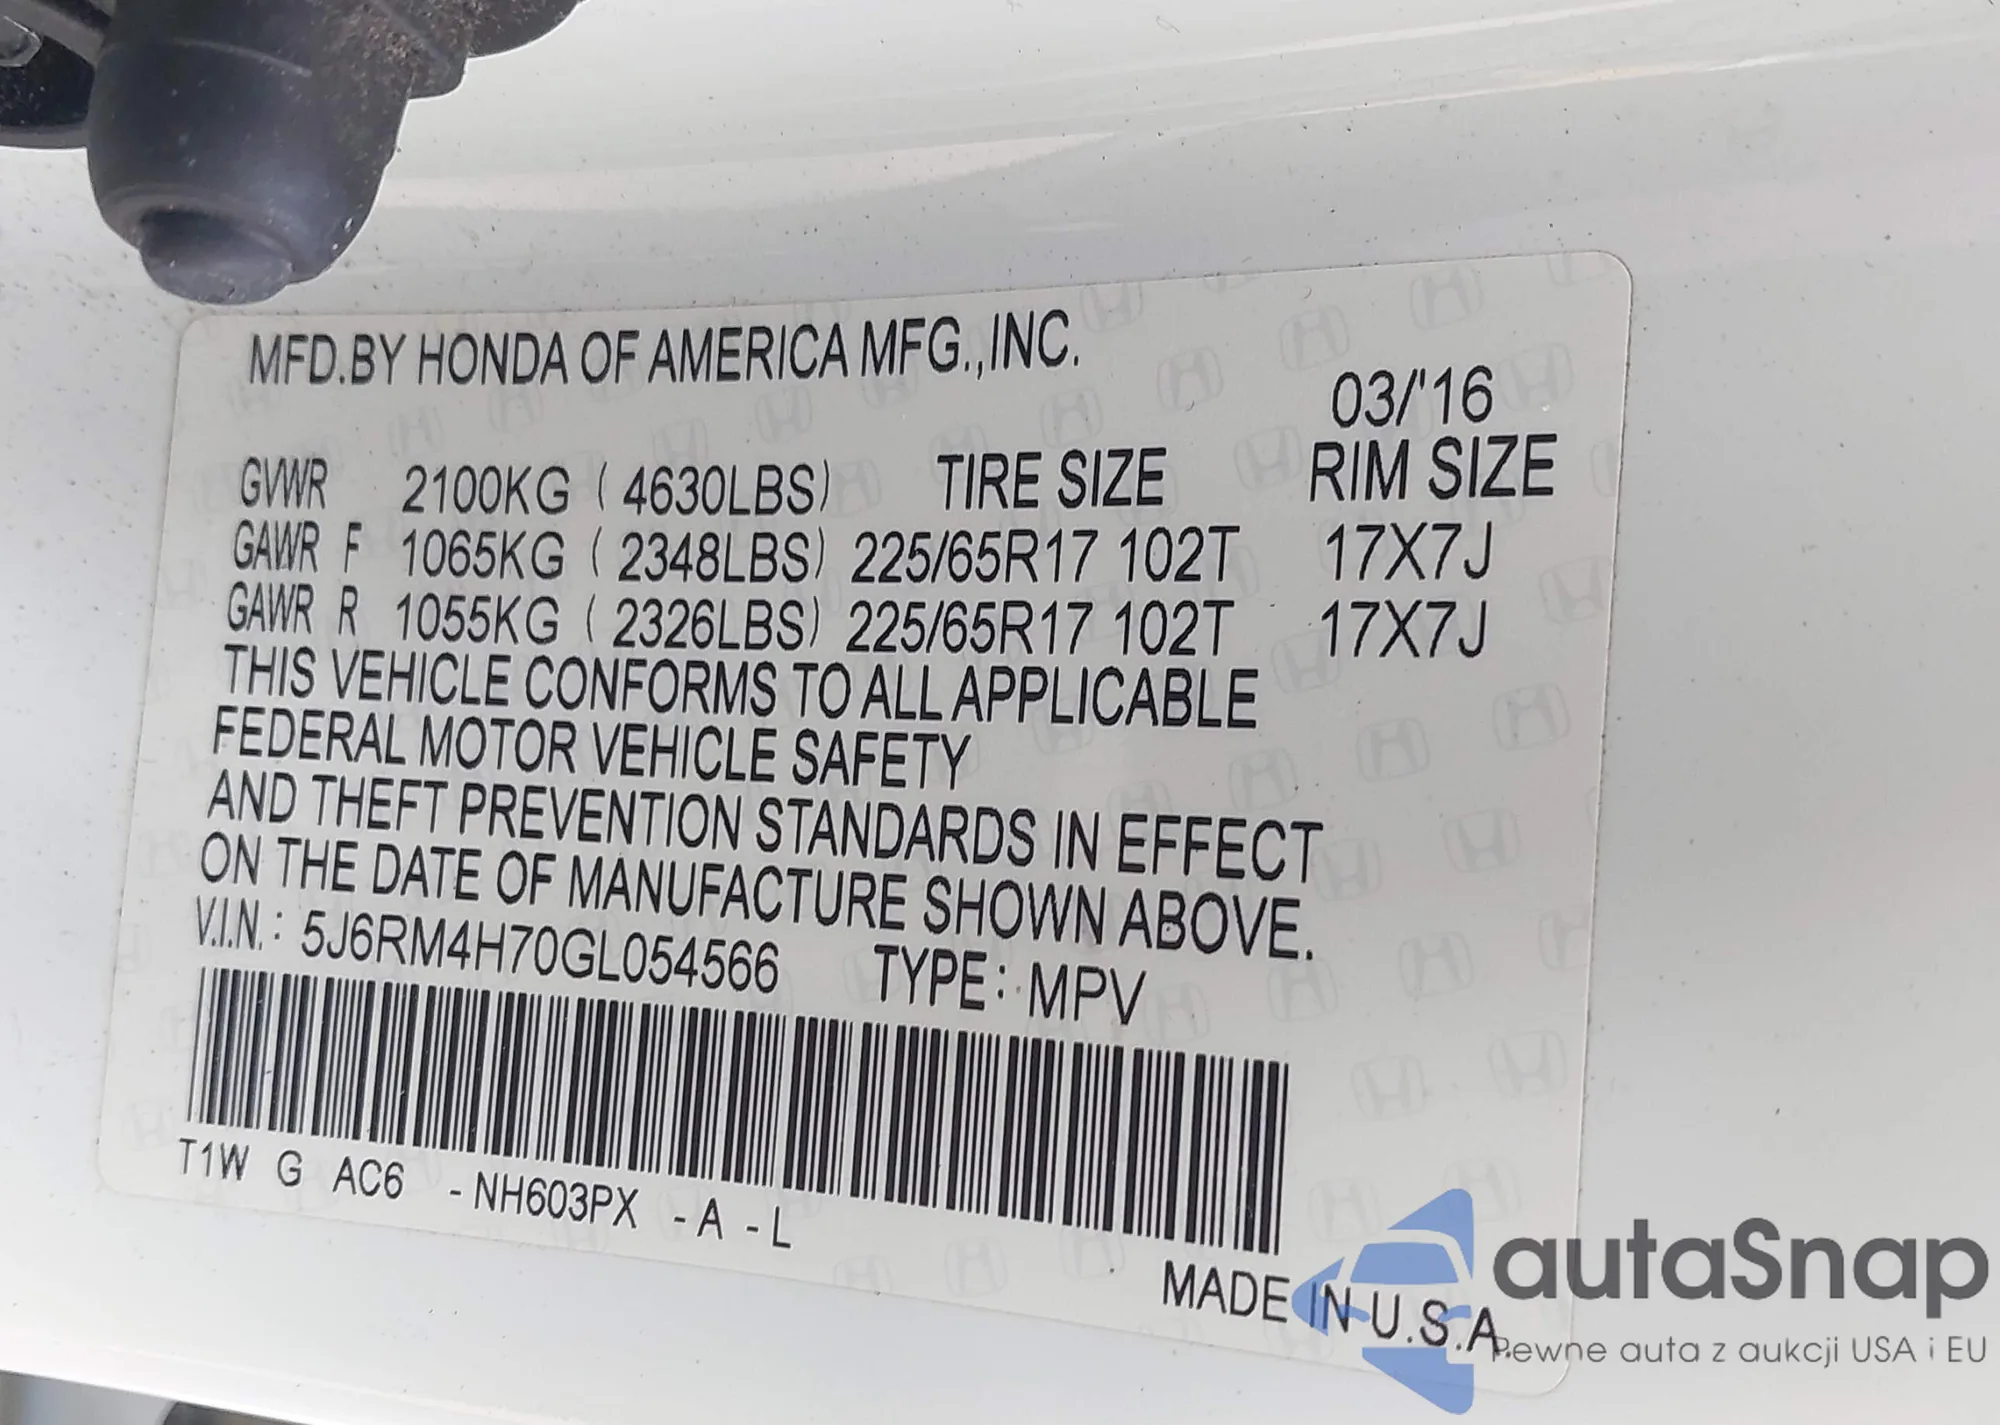 MFD.BY HONDA OF AMERICA MFG.,INC.
03/'16
GVWR 2100KG ( 4630LBS) TIRE SIZE RIM SIZE
GAWR F 1065KG ( 2348LBS) 225/65R17 102T 17X7J
GAWR R 1055KG ( 2326LBS) 225/65R17 102T 17X7J
THIS VEHICLE CONFORMS TO ALL APPLICABLE
FEDERAL MOTOR VEHICLE SAFETY
AND THEFT PREVENTION STANDARDS IN EFFECT
ON THE DATE OF MANUFACTURE SHOWN ABOVE.
V.I.N.: 5J6RM4H70GL054566 TYPE: MPV
T1W G AC6 -NH603PX -A -L
MADE IN U.S.A.
autaSnap
Pewne auta z aukcji USA i EU